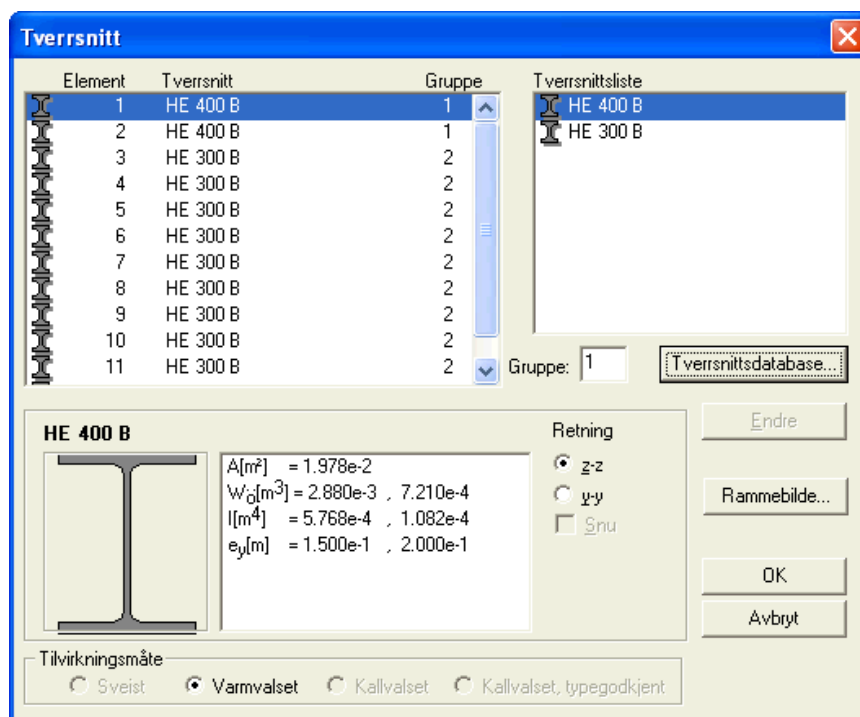 Tverrsnitt
Element Tverrsnitt Gruppe
1 HE 400 B 1
2 HE 400 B 1
3 HE 300 B 2
4 HE 300 B 2
5 HE 300 B 2
6 HE 300 B 2
7 HE 300 B 2
8 HE 300 B 2
9 HE 300 B 2
10 HE 300 B 2
11 HE 300 B 2
Tverrsnittsliste
HE 400 B
HE 300 B
Gruppe: 1 Tverrsnittsdatabase...
HE 400 B
A[m²] = 1.978e-2
Wö[m³] = 2.880e-3 , 7.210e-4
I[m⁴] = 5.768e-4 , 1.082e-4
ey[m] = 1.500e-1 , 2.000e-1
Retning
z-z
y-y
Snu
Endre
Rammebilde...
OK
Avbryt
Tilvirkningsmåte
Sveist Varmvalset Kallvalset Kallvalset, typegodkjent